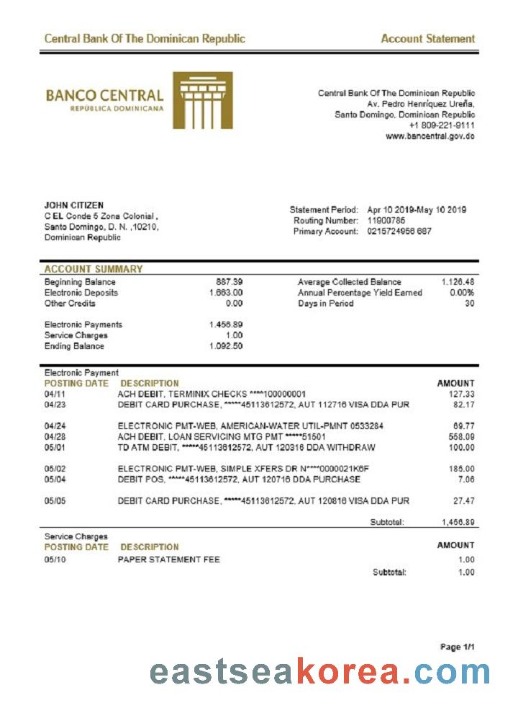 Central Bank Of The Dominican Republic Account Statement
BANCO CENTRAL
REPÚBLICA DOMINICANA
Central Bank Of The Dominican Republic
Av. Pedro Henríquez Ureña,
Santo Domingo, Dominican Republic
+1 809-221-9111
www.bancentral.gov.do
JOHN CITIZEN
C EL Conde 5 Zona Colonial ,
Santo Domingo, D. N. ,10210,
Dominican Republic
Statement Period: Apr 10 2019-May 10 2019
Routing Number: 11900785
Primary Account: 0215724956 687
ACCOUNT SUMMARY
Beginning Balance 887.39 Average Collected Balance 1,126.48
Electronic Deposits 1,663.00 Annual Percentage Yield Earned 0.00%
Other Credits 0.00 Days in Period 30
Electronic Payments 1,456.89
Service Charges 1.00
Ending Balance 1,092.50
Electronic Payment
POSTING DATE DESCRIPTION AMOUNT
04/11 ACH DEBIT, TERMINIX CHECKS ****100000001 127.33
04/23 DEBIT CARD PURCHASE, *****45113612572, AUT 112716 VISA DDA PUR 82.17
04/24 ELECTRONIC PMT-WEB, AMERICAN-WATER UTIL-PMNT 0533284 69.77
04/28 ACH DEBIT, LOAN SERVICING MTG PMT *****51501 558.09
05/01 TD ATM DEBIT, *****45113612572, AUT 120316 DDA WITHDRAW 100.00
05/02 ELECTRONIC PMT-WEB, SIMPLE XFERS DR N****0000021K6F 185.00
05/04 DEBIT POS, *****45113612572, AUT 120716 DDA PURCHASE 7.06
05/05 DEBIT CARD PURCHASE, *****45113612572, AUT 120816 VISA DDA PUR 27.47
Subtotal: 1,456.89
Service Charges
POSTING DATE DESCRIPTION AMOUNT
05/10 PAPER STATEMENT FEE 1.00
Subtotal: 1.00
Page 1/1
eastseakorea.com